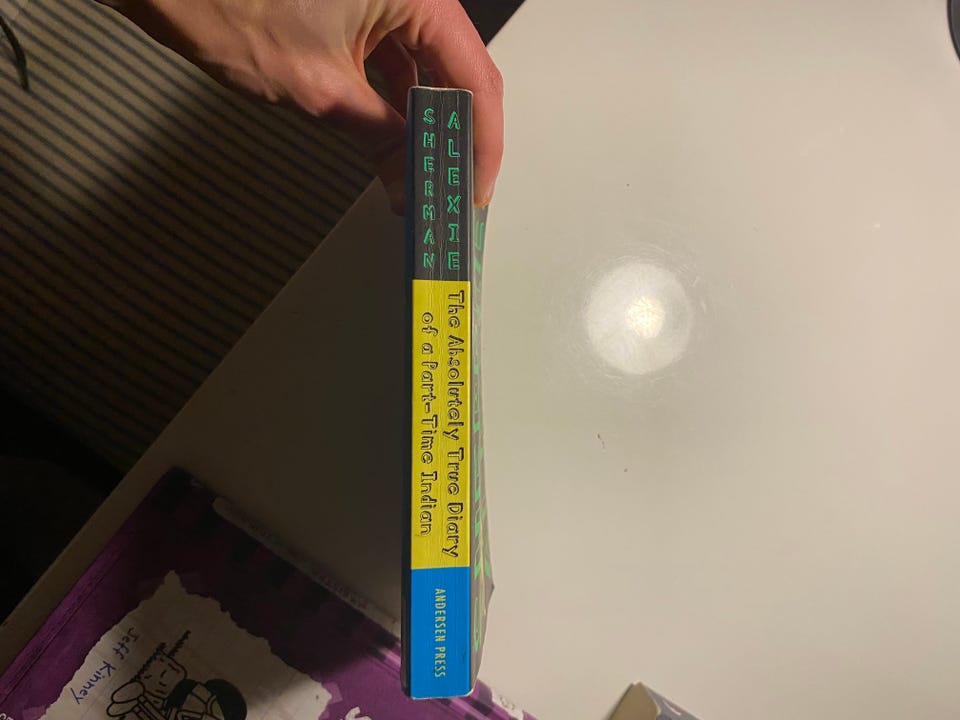 SHERMAN
ALEXIE
The Absolutely True Diary
of a Part-Time Indian
ANDERSEN PRESS
Jeff Kinney